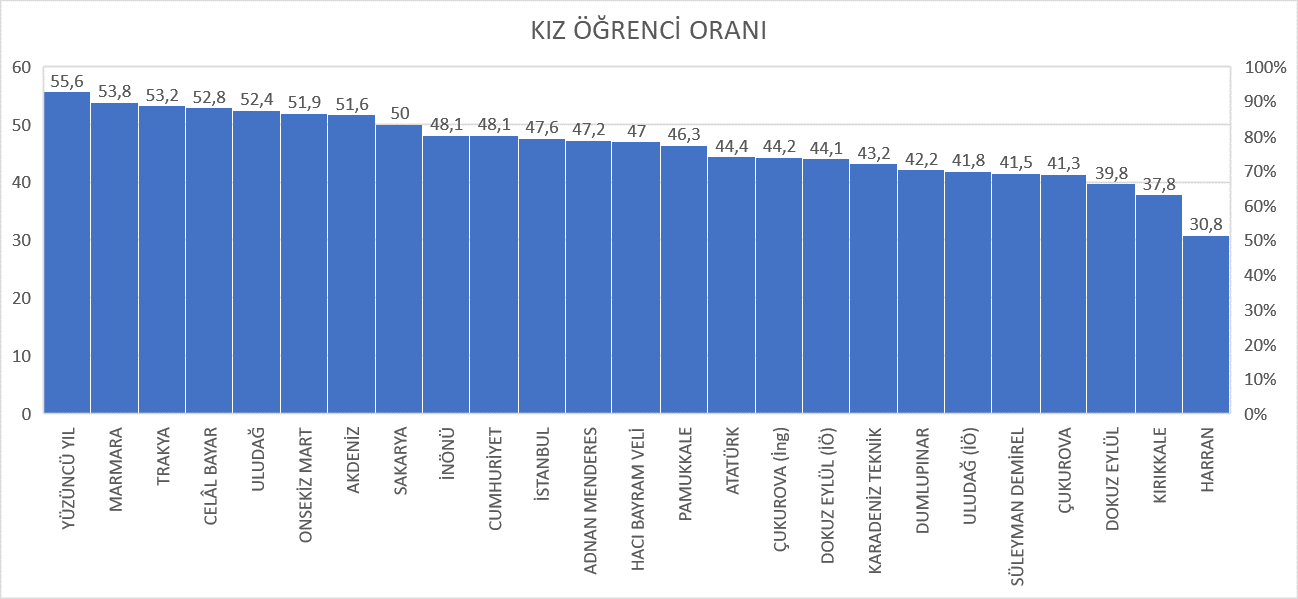 KIZ ÖĞRENCİ ORANI
60
50
40
30
20
10
0
55,6
53,8
53,2
52,8
52,4
51,9
51,6
50
48,1
48,1
47,6
47,2
47
46,3
44,4
44,2
44,1
43,2
42,2
41,8
41,5
41,3
39,8
37,8
30,8
100%
90%
80%
70%
60%
50%
40%
30%
20%
10%
0%
YÜZÜNCÜ YIL
MARMARA
TRAKYA
CELÂL BAYAR
ULUDAĞ
ONSEKİZ MART
AKDENİZ
SAKARYA
İNÖNÜ
CUMHURİYET
İSTANBUL
ADNAN MENDERES
HACI BAYRAM VELİ
PAMUKKALE
ATATÜRK
ÇUKUROVA (İng)
DOKUZ EYLÜL (İÖ)
KARADENİZ TEKNİK
DUMLUPINAR
ULUDAĞ (İÖ)
SÜLEYMAN DEMİREL
ÇUKUROVA
DOKUZ EYLÜL
KIRIKKALE
HARRAN